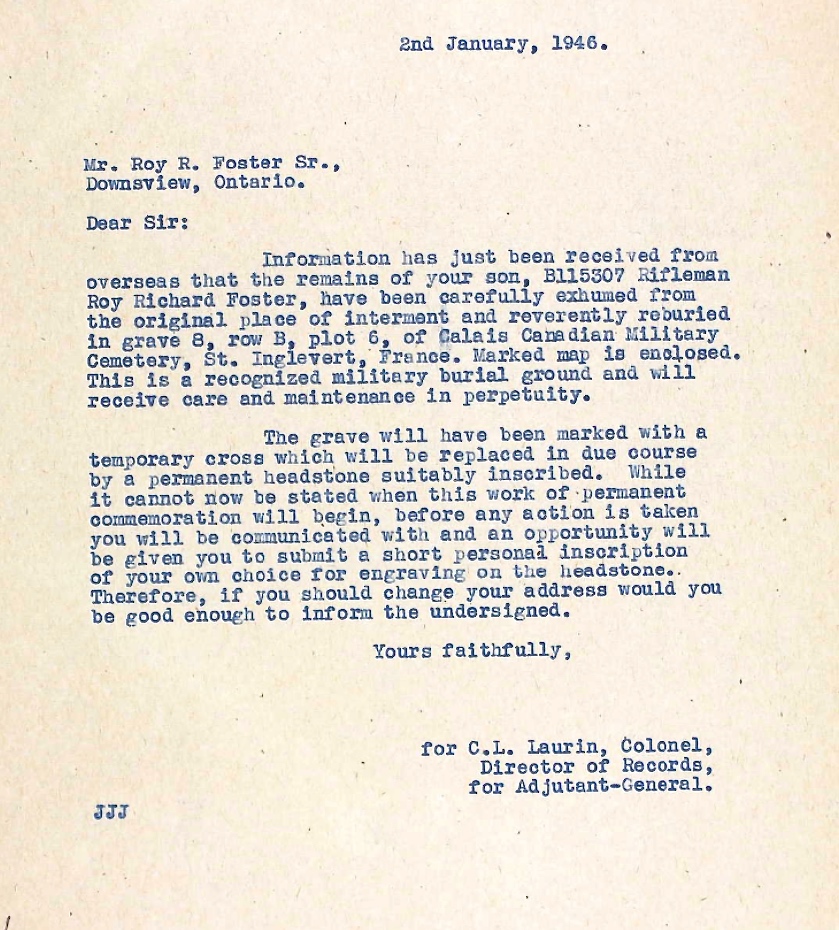 2nd January, 1946.
Mr. Roy R. Foster Sr.,
Downsview, Ontario.
Dear Sir:
Information has just been received from
overseas that the remains of your son, B115307 Rifleman
Roy Richard Foster, have been carefully exhumed from
the original place of interment and reverently reburied
in grave 8, row B, plot 6, of Calais Canadian Military
Cemetery, St. Inglevert, France. Marked map is enclosed.
This is a recognized military burial ground and will
receive care and maintenance in perpetuity.
The grave will have been marked with a
temporary cross which will be replaced in due course
by a permanent headstone suitably inscribed. While
it cannot now be stated when this work of permanent
commemoration will begin, before any action is taken
you will be communicated with and an opportunity will
be given you to submit a short personal inscription
of your own choice for engraving on the headstone..
Therefore, if you should change your address would you
be good enough to inform the undersigned.
Yours faithfully,
for C.L. Laurin, Colonel,
Director of Records,
for Adjutant-General.
JJJ